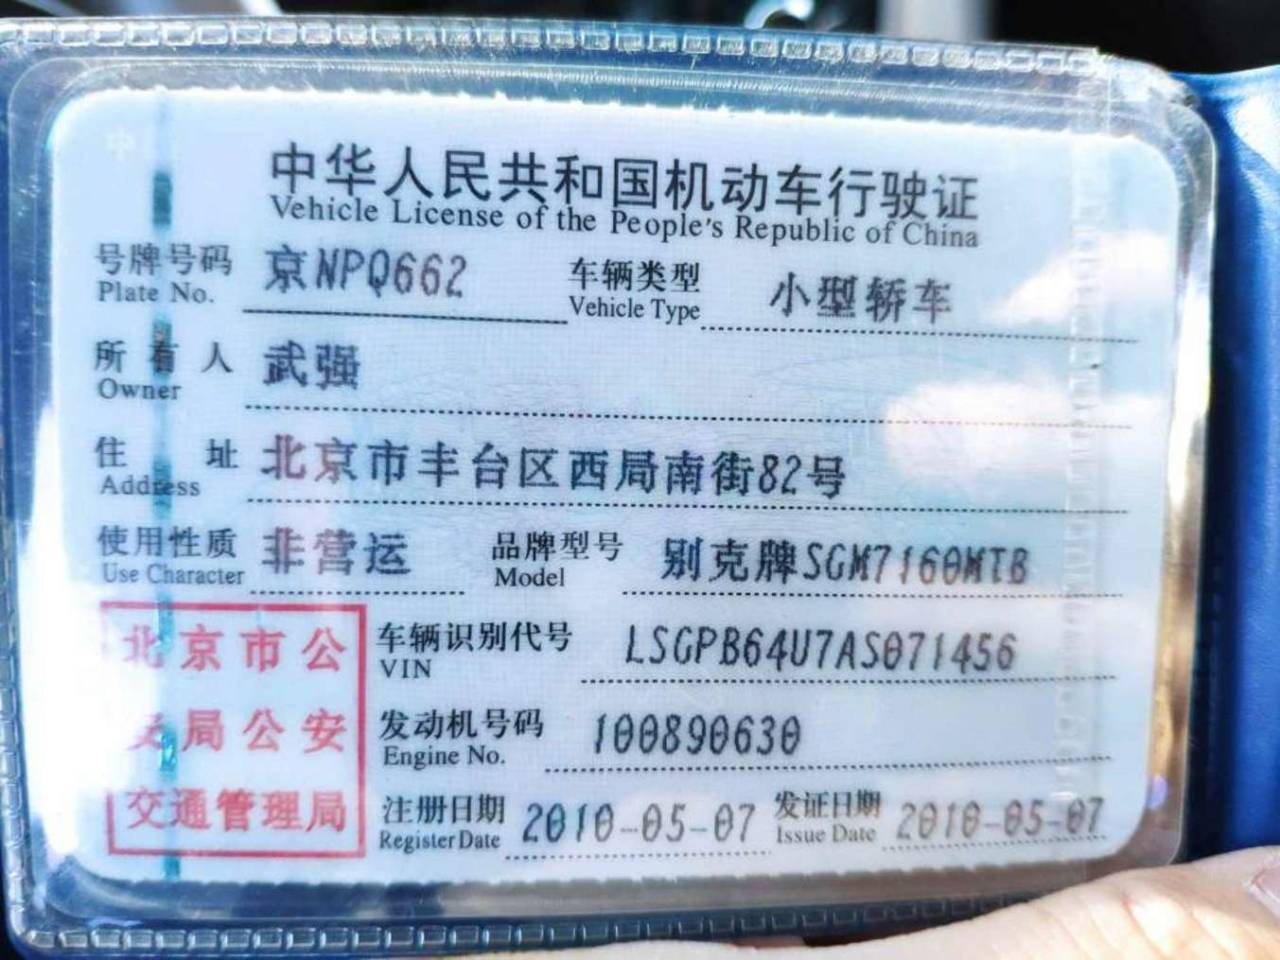 中华人民共和国机动车行驶证
Vehicle License of the People's Republic of China
号牌号码 京NPQ662 车辆类型 小型轿车
Plate No. Vehicle Type
所有人 武强
Owner
住址 北京市丰台区西局南街82号
Address
使用性质 非营运 品牌型号 别克牌SGM7160MTB
Use Character Model
北京市公 车辆识别代号 LSGPB64U7AS071456
VIN
安局公安 发动机号码 100890630
Engine No.
交通管理局 注册日期 2010-05-07 发证日期 2010-05-07
Register Date Issue Date